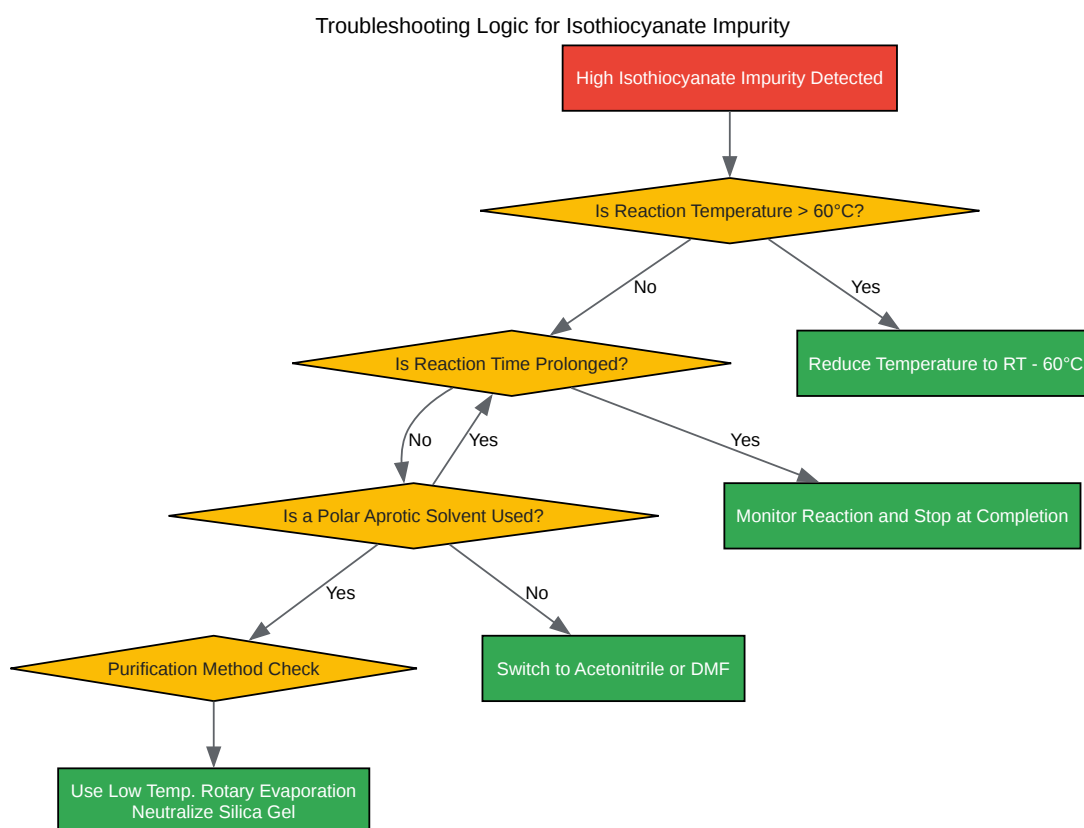 Troubleshooting Logic for Isothiocyanate Impurity
High Isothiocyanate Impurity Detected
Is Reaction Temperature > 60°C?
No
Yes
Is Reaction Time Prolonged?
Reduce Temperature to RT - 60°C
No
Yes
Yes
Is a Polar Aprotic Solvent Used?
Monitor Reaction and Stop at Completion
Yes
No
Purification Method Check
Switch to Acetonitrile or DMF
Use Low Temp. Rotary Evaporation
Neutralize Silica Gel